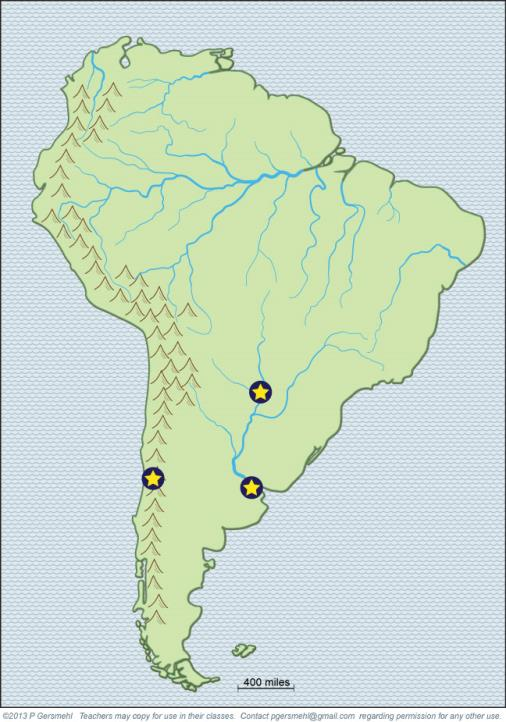 400 miles
©2013 P Gersmehl Teachers may copy for use in their classes. Contact pgersmehl@gmail.com regarding permission for any other use.